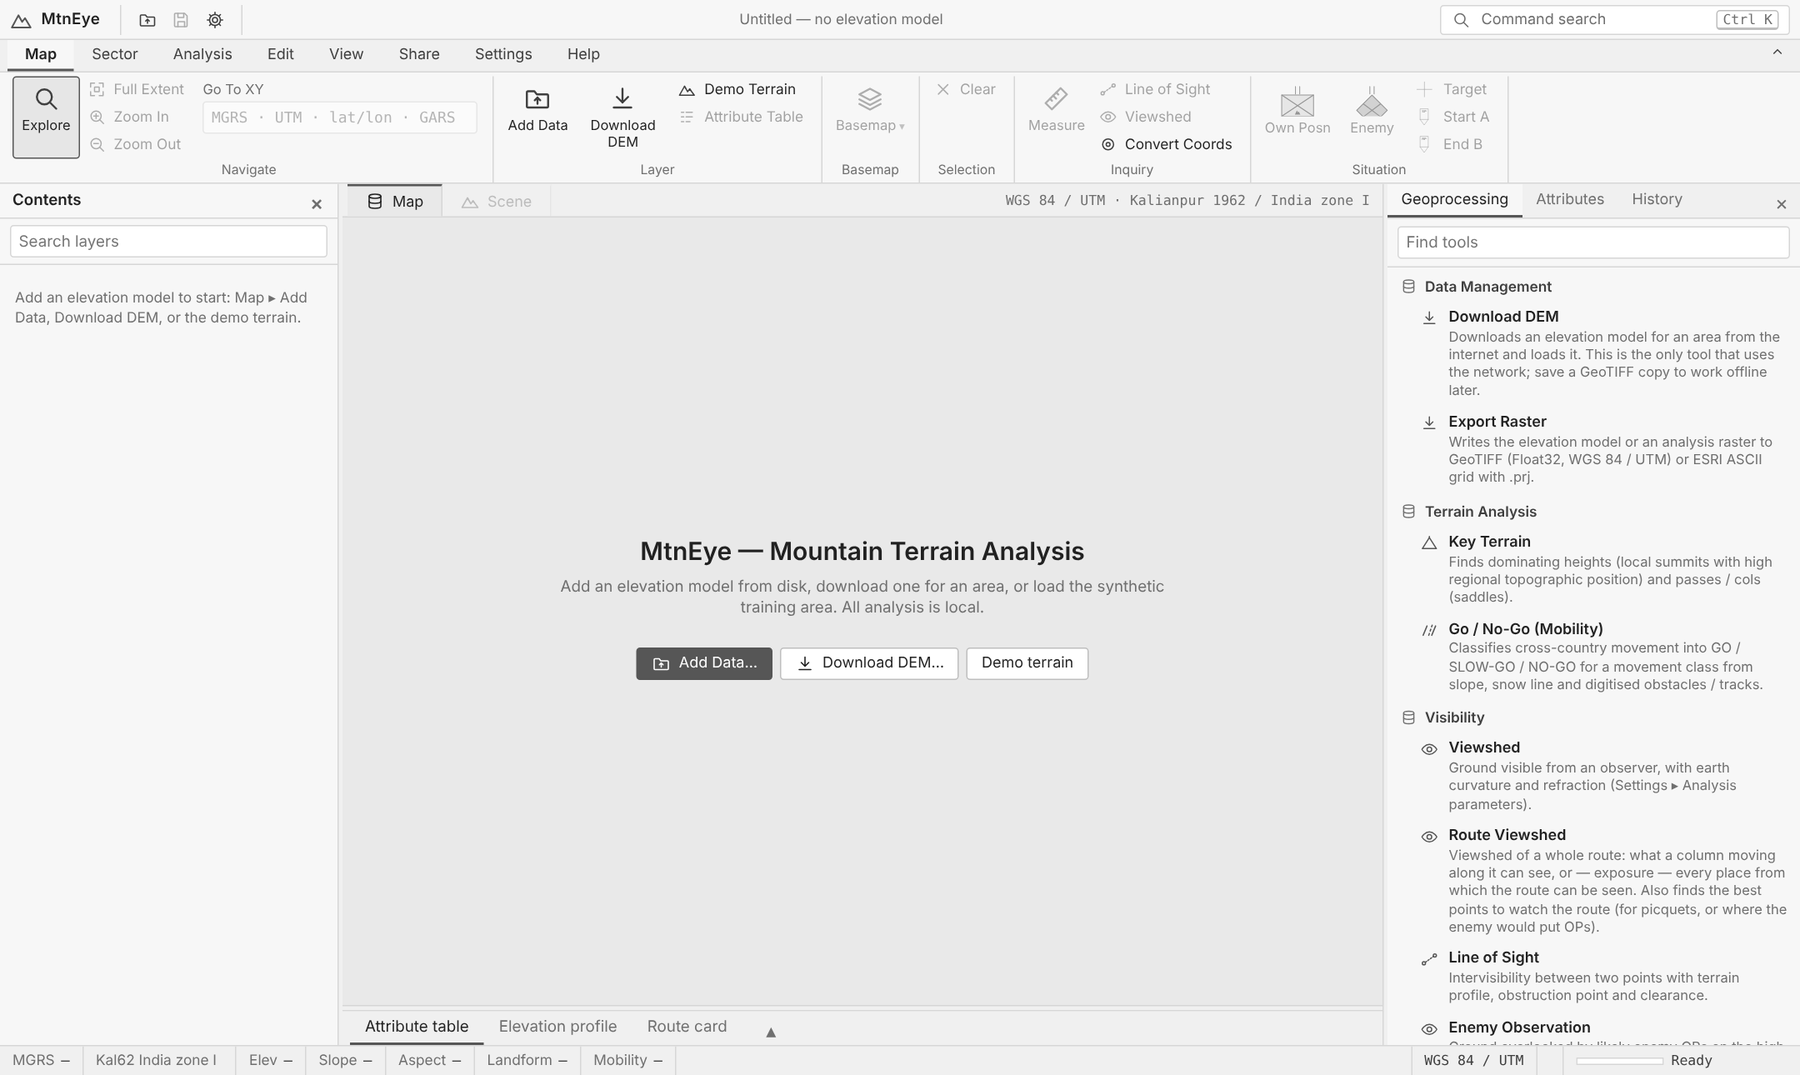 MtnEye
Untitled — no elevation model
Command search
Ctrl K
Map
Sector
Analysis
Edit
View
Share
Settings
Help
Explore
Full Extent
Zoom In
Zoom Out
Go To XY
MGRS · UTM · lat/lon · GARS
Navigate
Add Data
Download
DEM
Demo Terrain
Attribute Table
Layer
Basemap ▾
Basemap
Clear
Selection
Measure
Line of Sight
Viewshed
Convert Coords
Inquiry
Own Posn
Enemy
Target
Start A
End B
Situation
Contents
Search layers
Add an elevation model to start: Map ▸ Add
Data, Download DEM, or the demo terrain.
Map
Scene
WGS 84 / UTM · Kalianpur 1962 / India zone I
MtnEye — Mountain Terrain Analysis
Add an elevation model from disk, download one for an area, or load the synthetic
training area. All analysis is local.
Add Data...
Download DEM...
Demo terrain
Attribute table
Elevation profile
Route card
Geoprocessing
Attributes
History
Find tools
Data Management
Download DEM
Downloads an elevation model for an area from the
internet and loads it. This is the only tool that uses
the network; save a GeoTIFF copy to work offline
later.
Export Raster
Writes the elevation model or an analysis raster to
GeoTIFF (Float32, WGS 84 / UTM) or ESRI ASCII
grid with .prj.
Terrain Analysis
Key Terrain
Finds dominating heights (local summits with high
regional topographic position) and passes / cols
(saddles).
Go / No-Go (Mobility)
Classifies cross-country movement into GO /
SLOW-GO / NO-GO for a movement class from
slope, snow line and digitised obstacles / tracks.
Visibility
Viewshed
Ground visible from an observer, with earth
curvature and refraction (Settings ▸ Analysis
parameters).
Route Viewshed
Viewshed of a whole route: what a column moving
along it can see, or — exposure — every place from
which the route can be seen. Also finds the best
points to watch the route (for picquets, or where the
enemy would put OPs).
Line of Sight
Intervisibility between two points with terrain
profile, obstruction point and clearance.
Enemy Observation
MGRS —
Kal62 India zone I
Elev —
Slope —
Aspect —
Landform —
Mobility —
WGS 84 / UTM
Ready